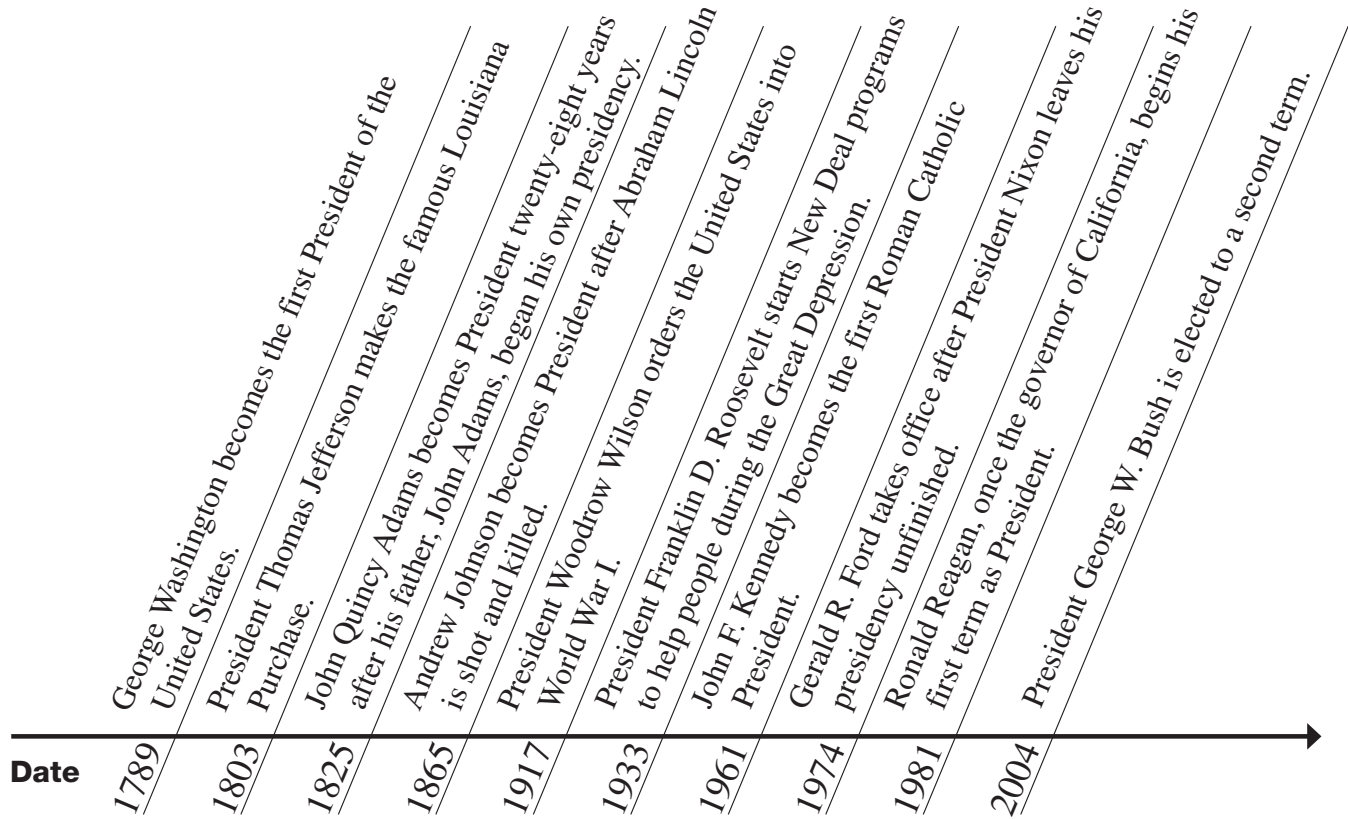 George Washington becomes the first President of the
United States.
President Thomas Jefferson makes the famous Louisiana
Purchase.
John Quincy Adams becomes President twenty-eight years
after his father, John Adams, began his own presidency.
Andrew Johnson becomes President after Abraham Lincoln
is shot and killed.
President Woodrow Wilson orders the United States into
World War I.
President Franklin D. Roosevelt starts New Deal programs
to help people during the Great Depression.
John F. Kennedy becomes the first Roman Catholic
President.
Gerald R. Ford takes office after President Nixon leaves his
presidency unfinished.
Ronald Reagan, once the governor of California, begins his
first term as President.
President George W. Bush is elected to a second term.
Date
1789
1803
1825
1865
1917
1933
1961
1974
1981
2004